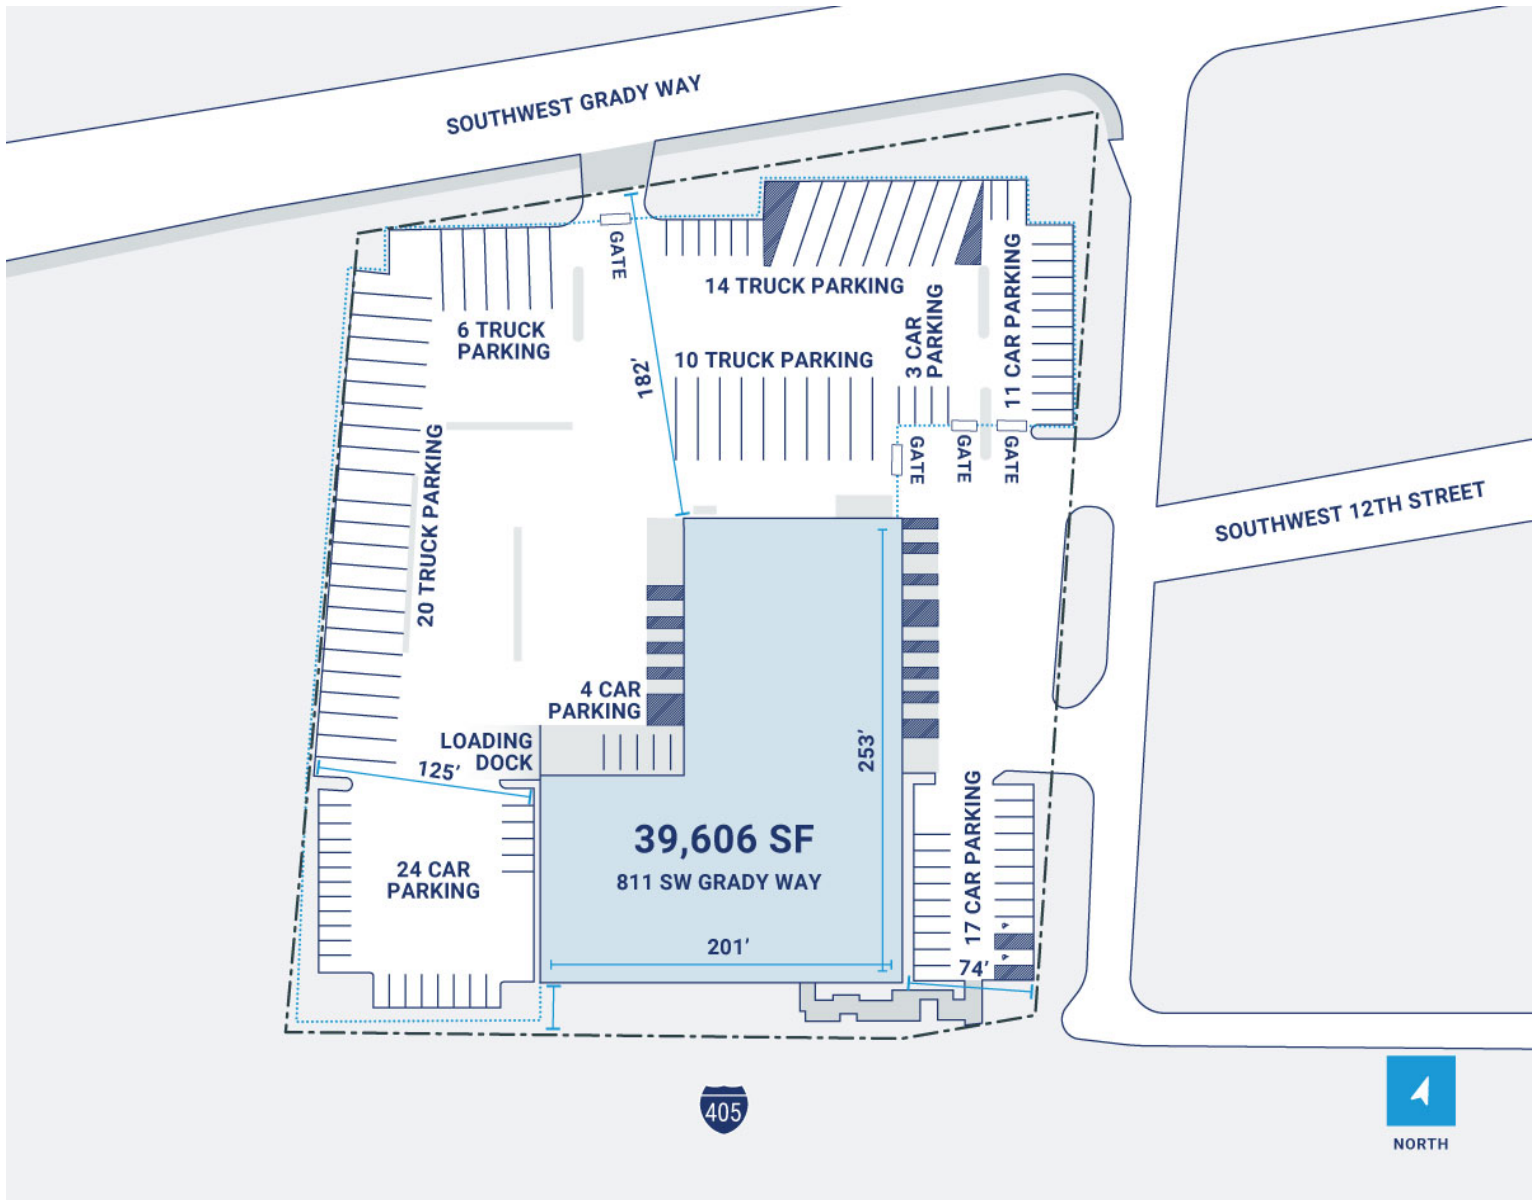 SOUTHWEST GRADY WAY
GATE
14 TRUCK PARKING
6 TRUCK
PARKING
182’
10 TRUCK PARKING
3 CAR
PARKING
11 CAR PARKING
GATE
GATE
GATE
20 TRUCK PARKING
SOUTHWEST 12TH STREET
4 CAR
PARKING
LOADING
DOCK
125’
253’
39,606 SF
811 SW GRADY WAY
24 CAR
PARKING
17 CAR PARKING
201’
74’
405
NORTH